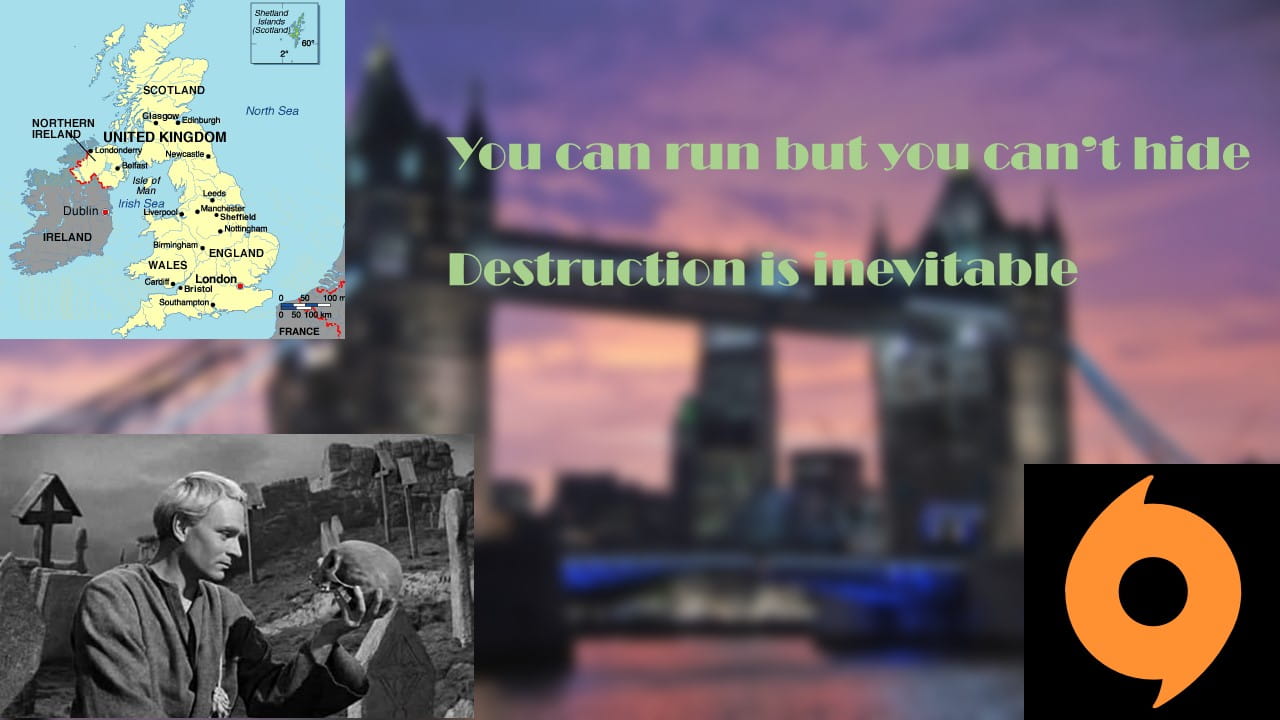 Shetland
Islands
(Scotland)
60°
2°
SCOTLAND
North Sea
Glasgow
Edinburgh
NORTHERN
IRELAND
UNITED KINGDOM
Londonderry
Newcastle
Belfast
Isle of
Man
Irish Sea
Leeds
Dublin
Liverpool
Manchester
Sheffield
Nottingham
IRELAND
Birmingham
ENGLAND
WALES
London
Cardiff
Bristol
Southampton
0 50 100 m
0 50 100 km
FRANCE
You can run but you can't hide
Destruction is inevitable